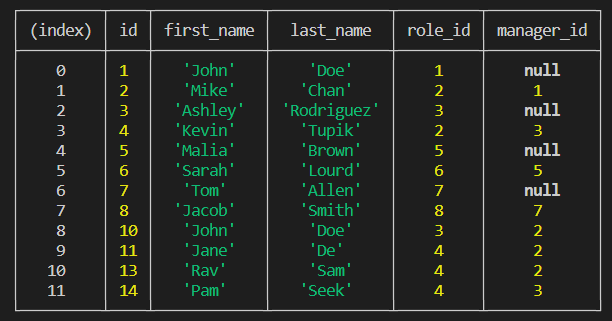 (index) id first_name last_name role_id manager_id
0 1 'John' 'Doe' 1 null
1 2 'Mike' 'Chan' 2 1
2 3 'Ashley' 'Rodriguez' 3 null
3 4 'Kevin' 'Tupik' 2 3
4 5 'Malia' 'Brown' 5 null
5 6 'Sarah' 'Lourd' 6 5
6 7 'Tom' 'Allen' 7 null
7 8 'Jacob' 'Smith' 8 7
8 10 'John' 'Doe' 3 2
9 11 'Jane' 'De' 4 2
10 13 'Rav' 'Sam' 4 2
11 14 'Pam' 'Seek' 4 3